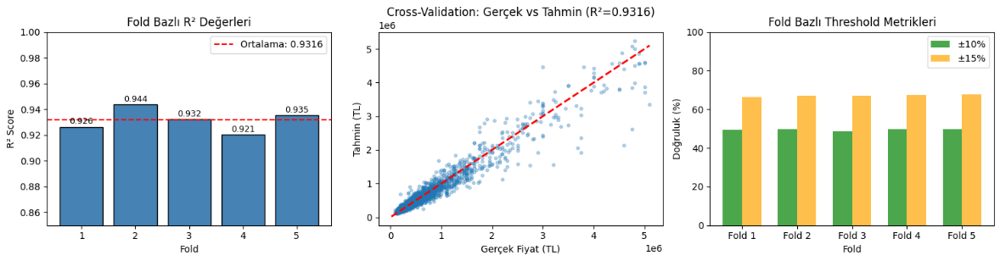 Fold Bazlı R² Değerleri
R² Score
1.00
0.98
0.96
0.94
0.92
0.90
0.88
0.86
Ortalama: 0.9316
0.926
0.944
0.932
0.921
0.935
1 2 3 4 5
Fold
Cross-Validation: Gerçek vs Tahmin (R²=0.9316)
1e6
Tahmin (TL)
5
4
3
2
1
0
0 1 2 3 4 5
1e6
Gerçek Fiyat (TL)
Fold Bazlı Threshold Metrikleri
Doğruluk (%)
100
80
60
40
20
0
±10%
±15%
Fold 1 Fold 2 Fold 3 Fold 4 Fold 5
Fold